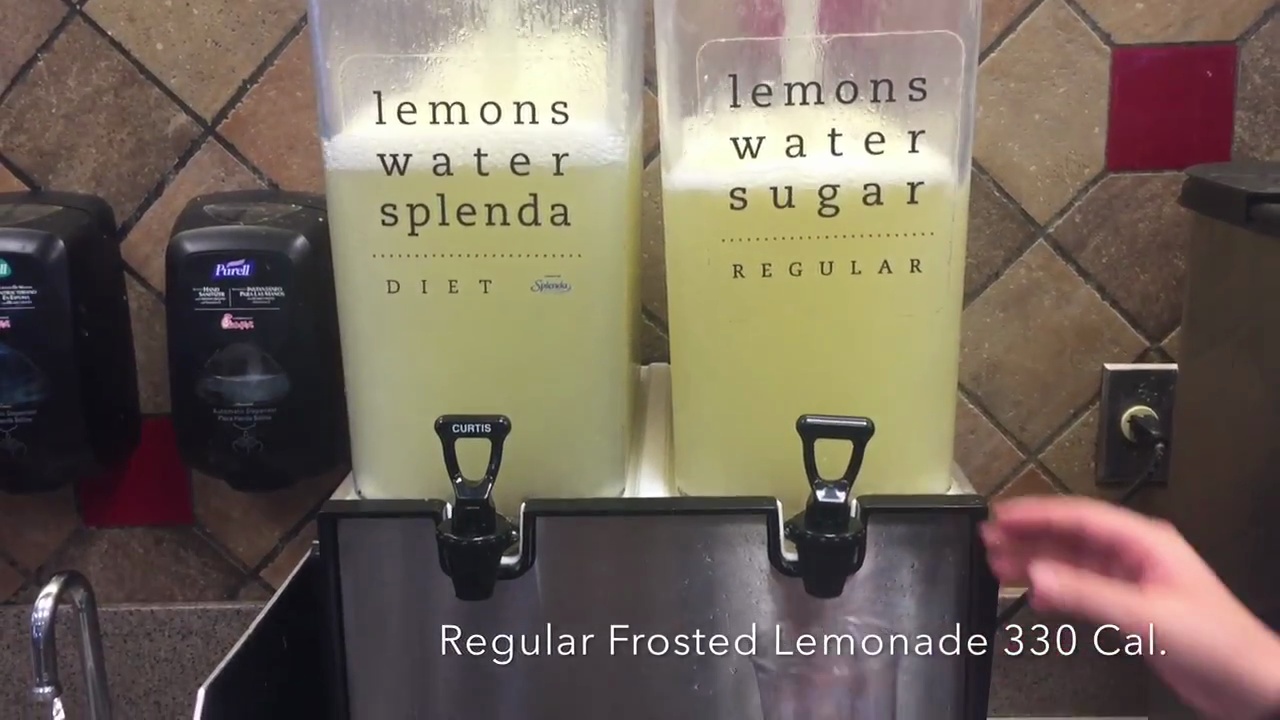 lemons
water
splenda
DIET
Splenda
lemons
water
sugar
REGULAR
Purell
CURTIS
Regular Frosted Lemonade 330 Cal.